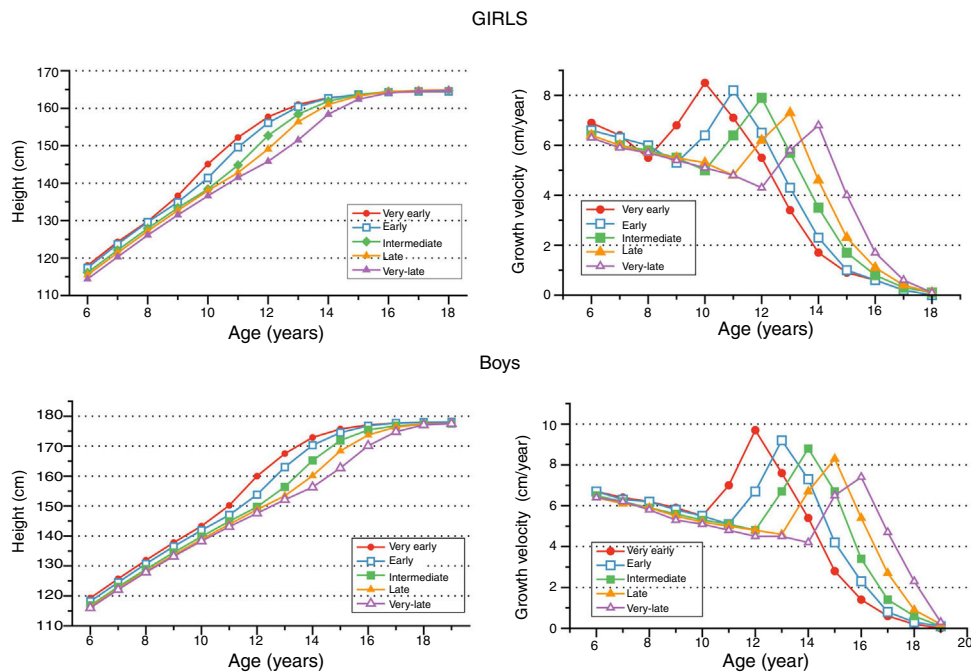 GIRLS
170
160
150
140
130
120
110
Height (cm)
6 8 10 12 14 16 18
Age (years)
Very early
Early
Intermediate
Late
Very-late
8
6
4
2
0
Growth velocity (cm/year)
6 8 10 12 14 16 18 20
Age (years)
Very early
Early
Intermediate
Late
Very-late
Boys
180
170
160
150
140
130
120
110
Height (cm)
6 8 10 12 14 16 18
Age (years)
Very early
Early
Intermediate
Late
Very-late
10
8
6
4
2
0
Growth velocity (cm/year)
6 8 10 12 14 16 18 20
Age (years)
Very early
Early
Intermediate
Late
Very-late